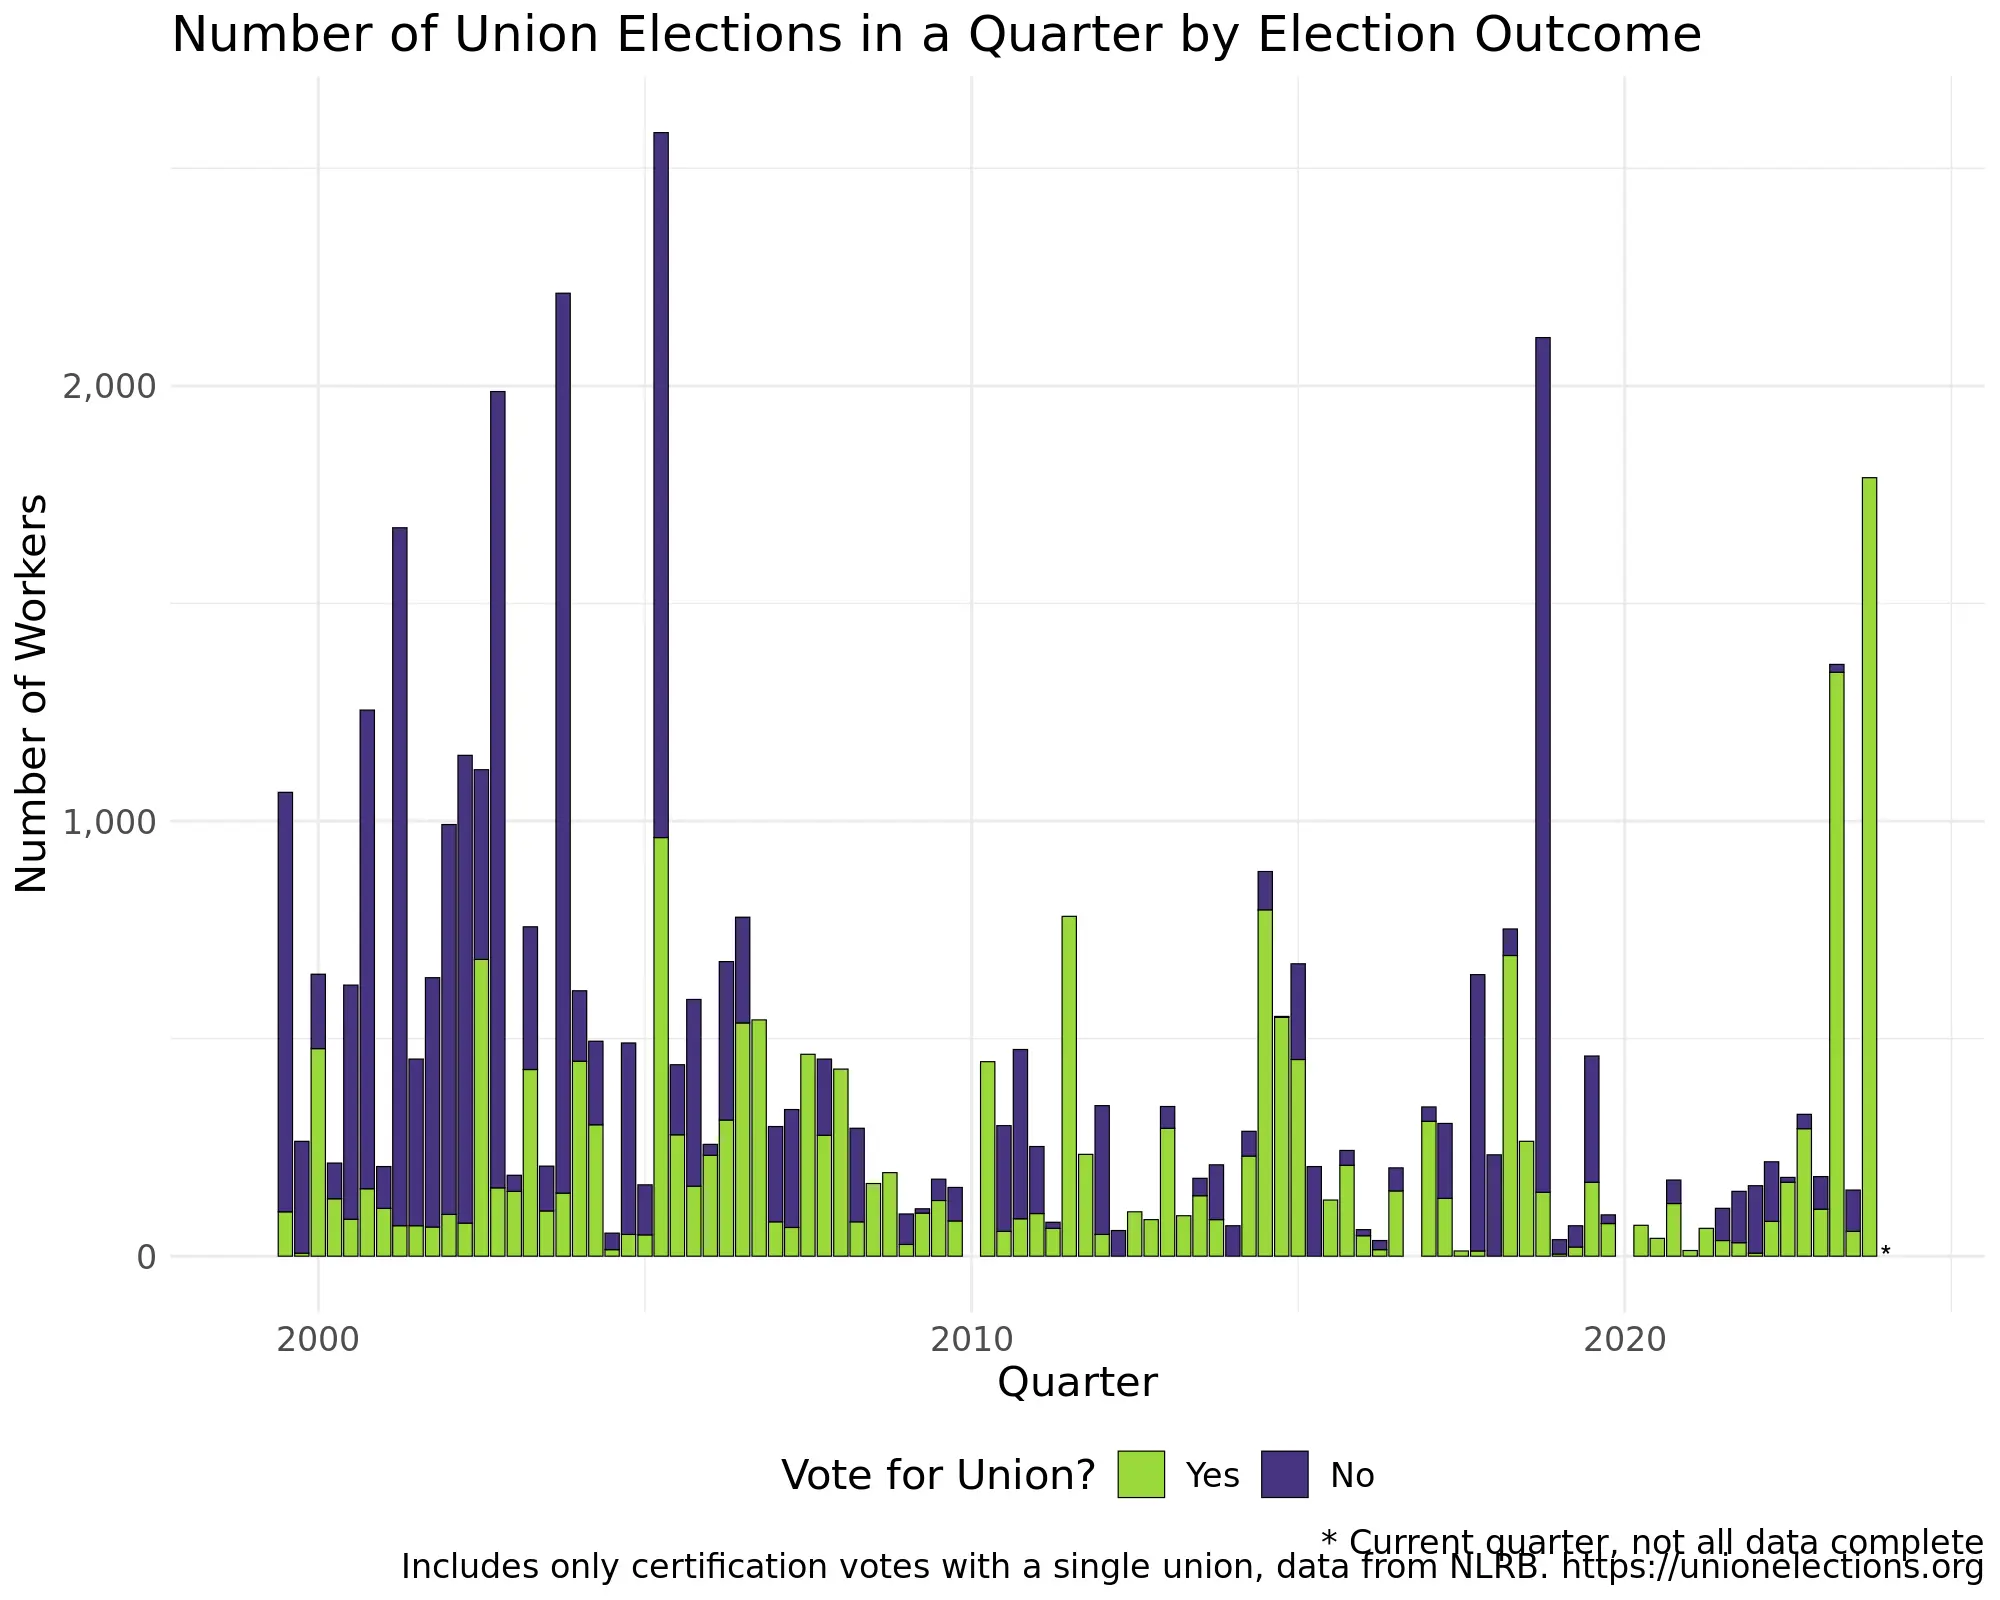 Number of Union Elections in a Quarter by Election Outcome
Number of Workers
2,000
1,000
0
*
2000 2010 2020
Quarter
Vote for Union? Yes No
* Current quarter, not all data complete
Includes only certification votes with a single union, data from NLRB. https://unionelections.org